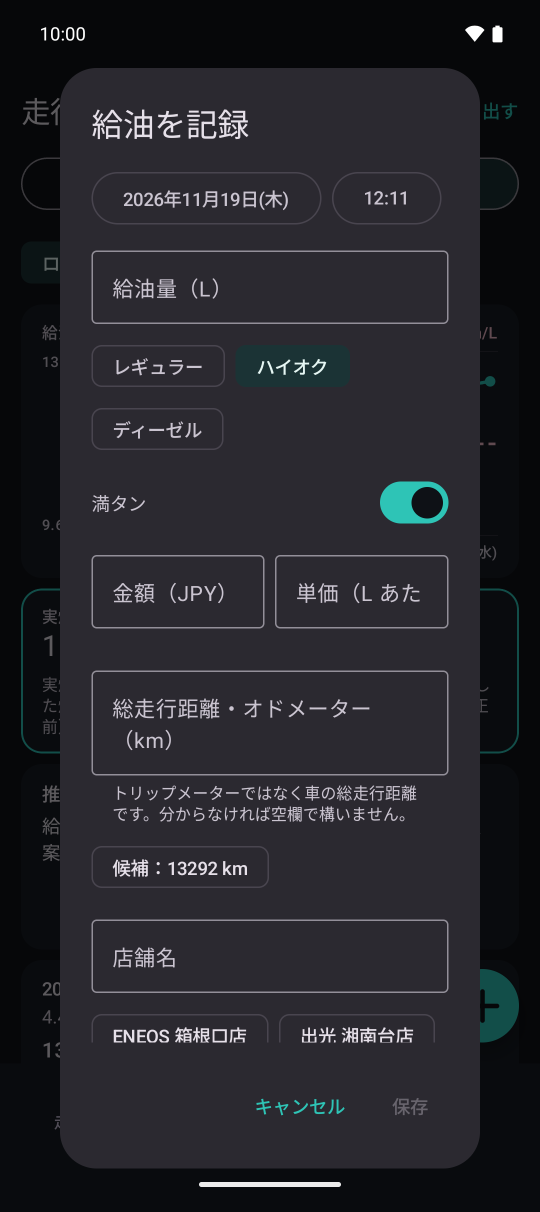 10:00
走行
出す
給油を記録
2026年11月19日(木)
12:11
給油量（L）
レギュラー
ハイオク
ディーゼル
満タン
金額（JPY）
単価（L あた
総走行距離・オドメーター
（km）
トリップメーターではなく車の総走行距離
です。分からなければ空欄で構いません。
候補：13292 km
店舗名
ENEOS 箱根口店
出光 湘南台店
キャンセル
保存